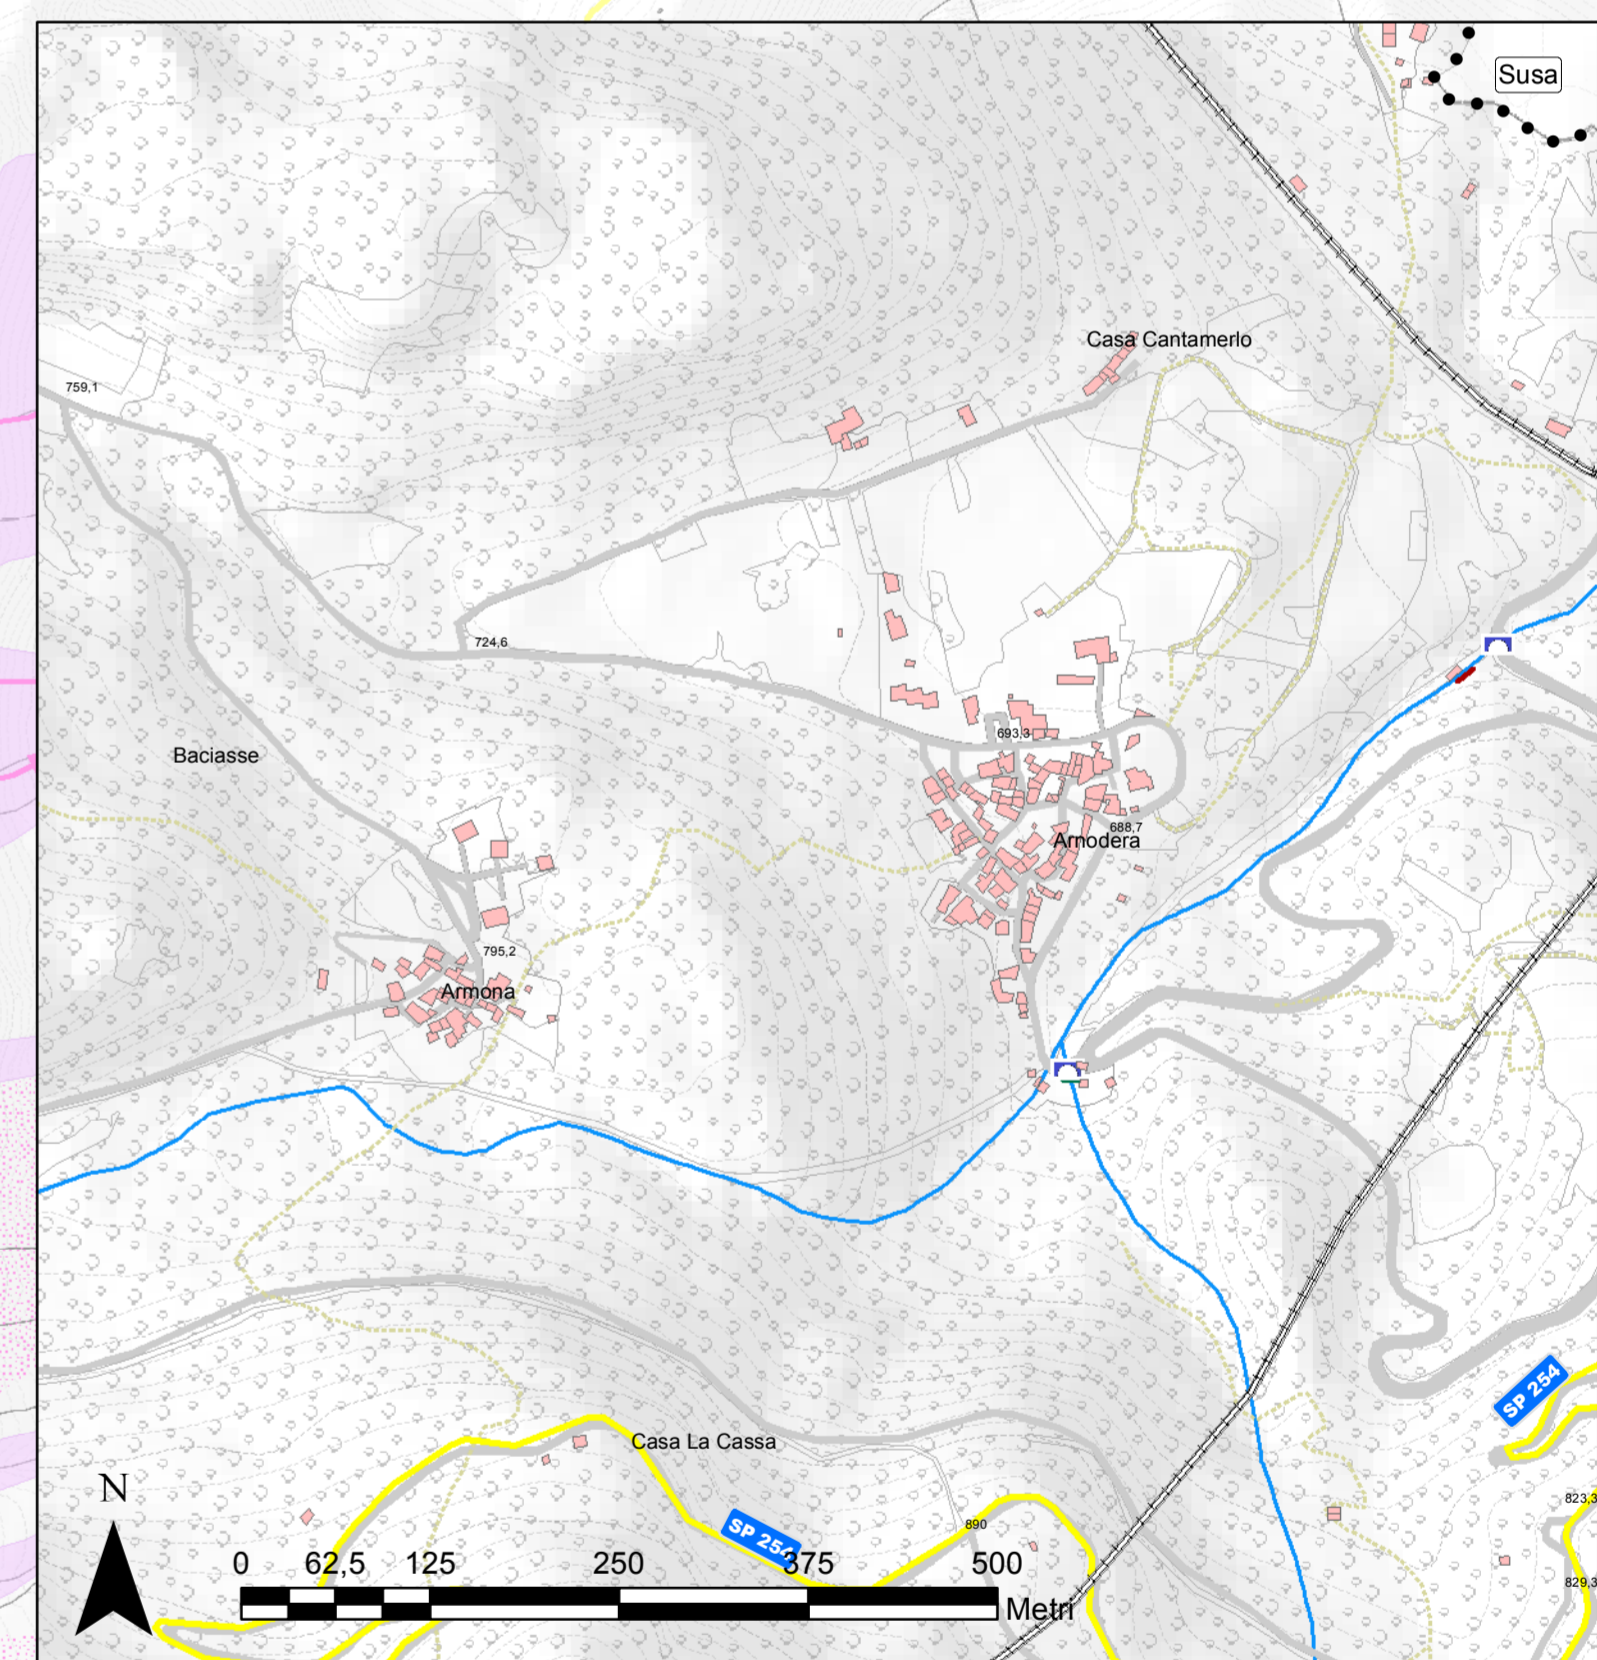 Susa
Casa Cantamerlo
759,1
724,6
693,3
Baciasse
688,7
Arnodera
795,2
Armona
SP 254
Casa La Cassa
N
SP 254
890
823,3
0 62,5 125 250 375 500
829,3
Metri